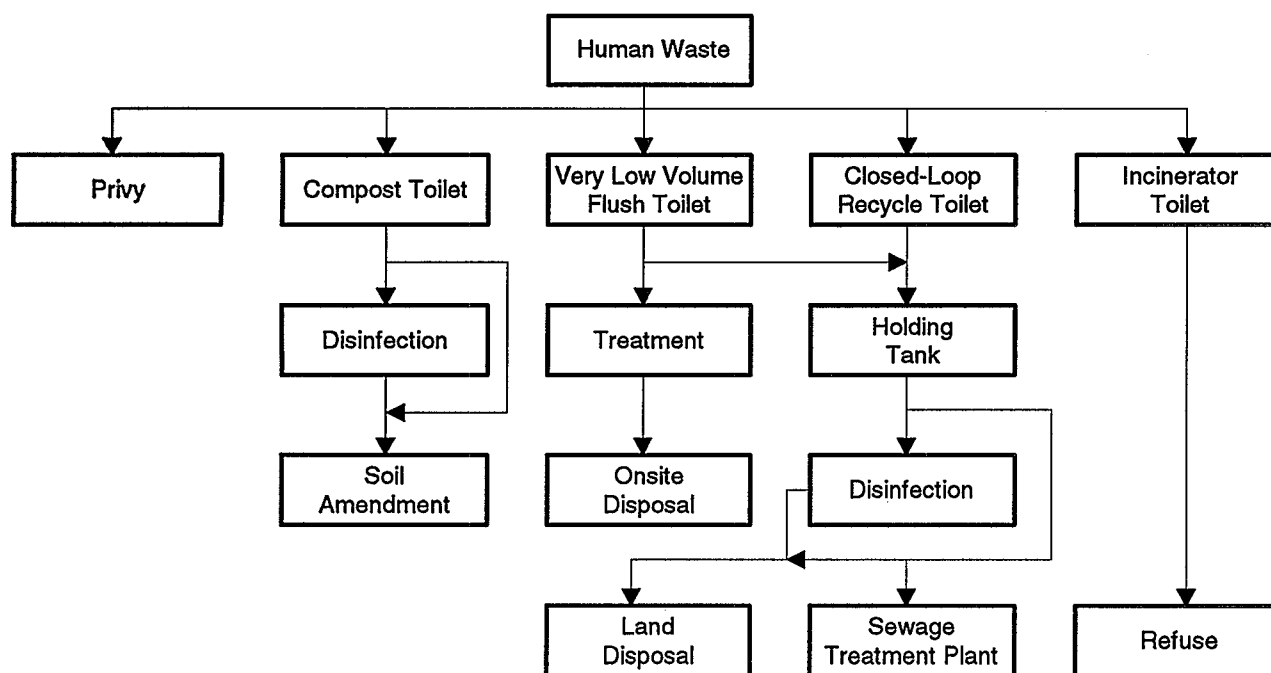 Human Waste
Privy
Compost Toilet
Very Low Volume
Flush Toilet
Closed-Loop
Recycle Toilet
Incinerator
Toilet
Disinfection
Treatment
Holding
Tank
Soil
Amendment
Onsite
Disposal
Disinfection
Land
Disposal
Sewage
Treatment Plant
Refuse